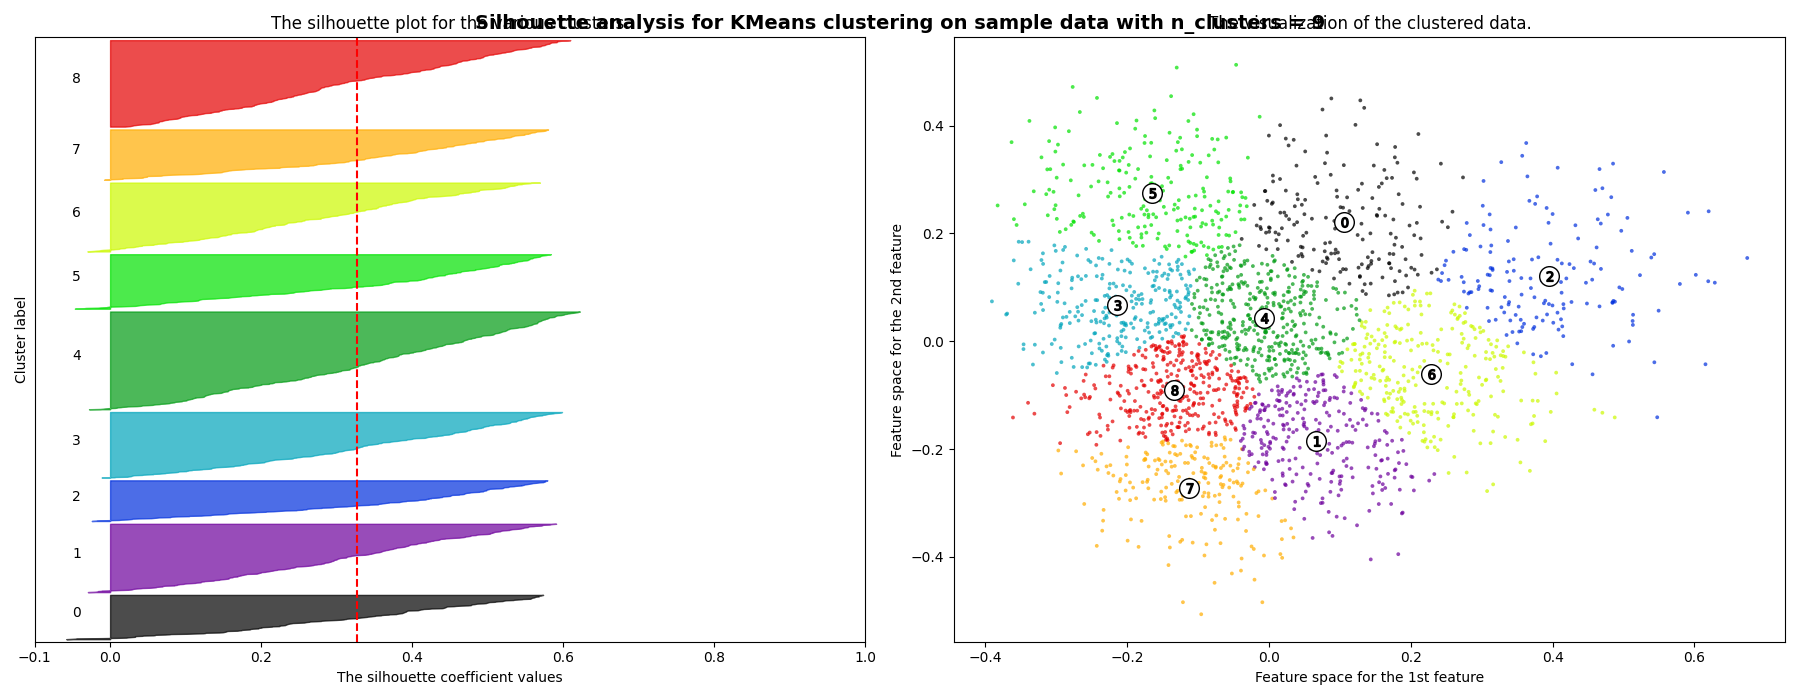 Silhouette analysis for KMeans clustering on sample data with n_clusters = 9
The silhouette plot for the various clusters.
8
7
6
5
4
3
2
1
0
Cluster label
−0.1 0.0 0.2 0.4 0.6 0.8 1.0
The silhouette coefficient values
The visualization of the clustered data.
0.4
0.2
0.0
−0.2
−0.4
Feature space for the 2nd feature
5
0
2
3
4
6
8
1
7
−0.4 −0.2 0.0 0.2 0.4 0.6
Feature space for the 1st feature